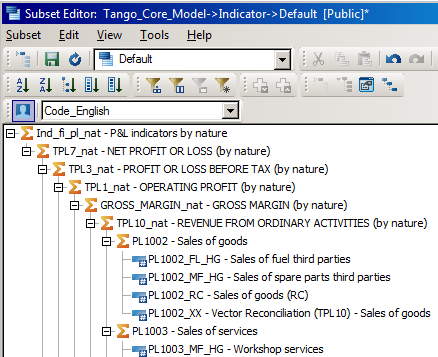 Subset Editor: Tango_Core_Model->Indicator->Default [Public]*
Subset Edit View Tools Help
Default
Code_English
Ind_fi_pl_nat - P&L indicators by nature
TPL7_nat - NET PROFIT OR LOSS (by nature)
TPL3_nat - PROFIT OR LOSS BEFORE TAX (by nature)
TPL1_nat - OPERATING PROFIT (by nature)
GROSS_MARGIN_nat - GROSS MARGIN (by nature)
TPL10_nat - REVENUE FROM ORDINARY ACTIVITIES (by nature)
PL1002 - Sales of goods
PL1002_FL_HG - Sales of fuel third parties
PL1002_MF_HG - Sales of spare parts third parties
PL1002_RC - Sales of goods (RC)
PL1002_XX - Vector Reconciliation (TPL10) - Sales of goods
PL1003 - Sales of services
PL1003_MF_HG - Workshop services